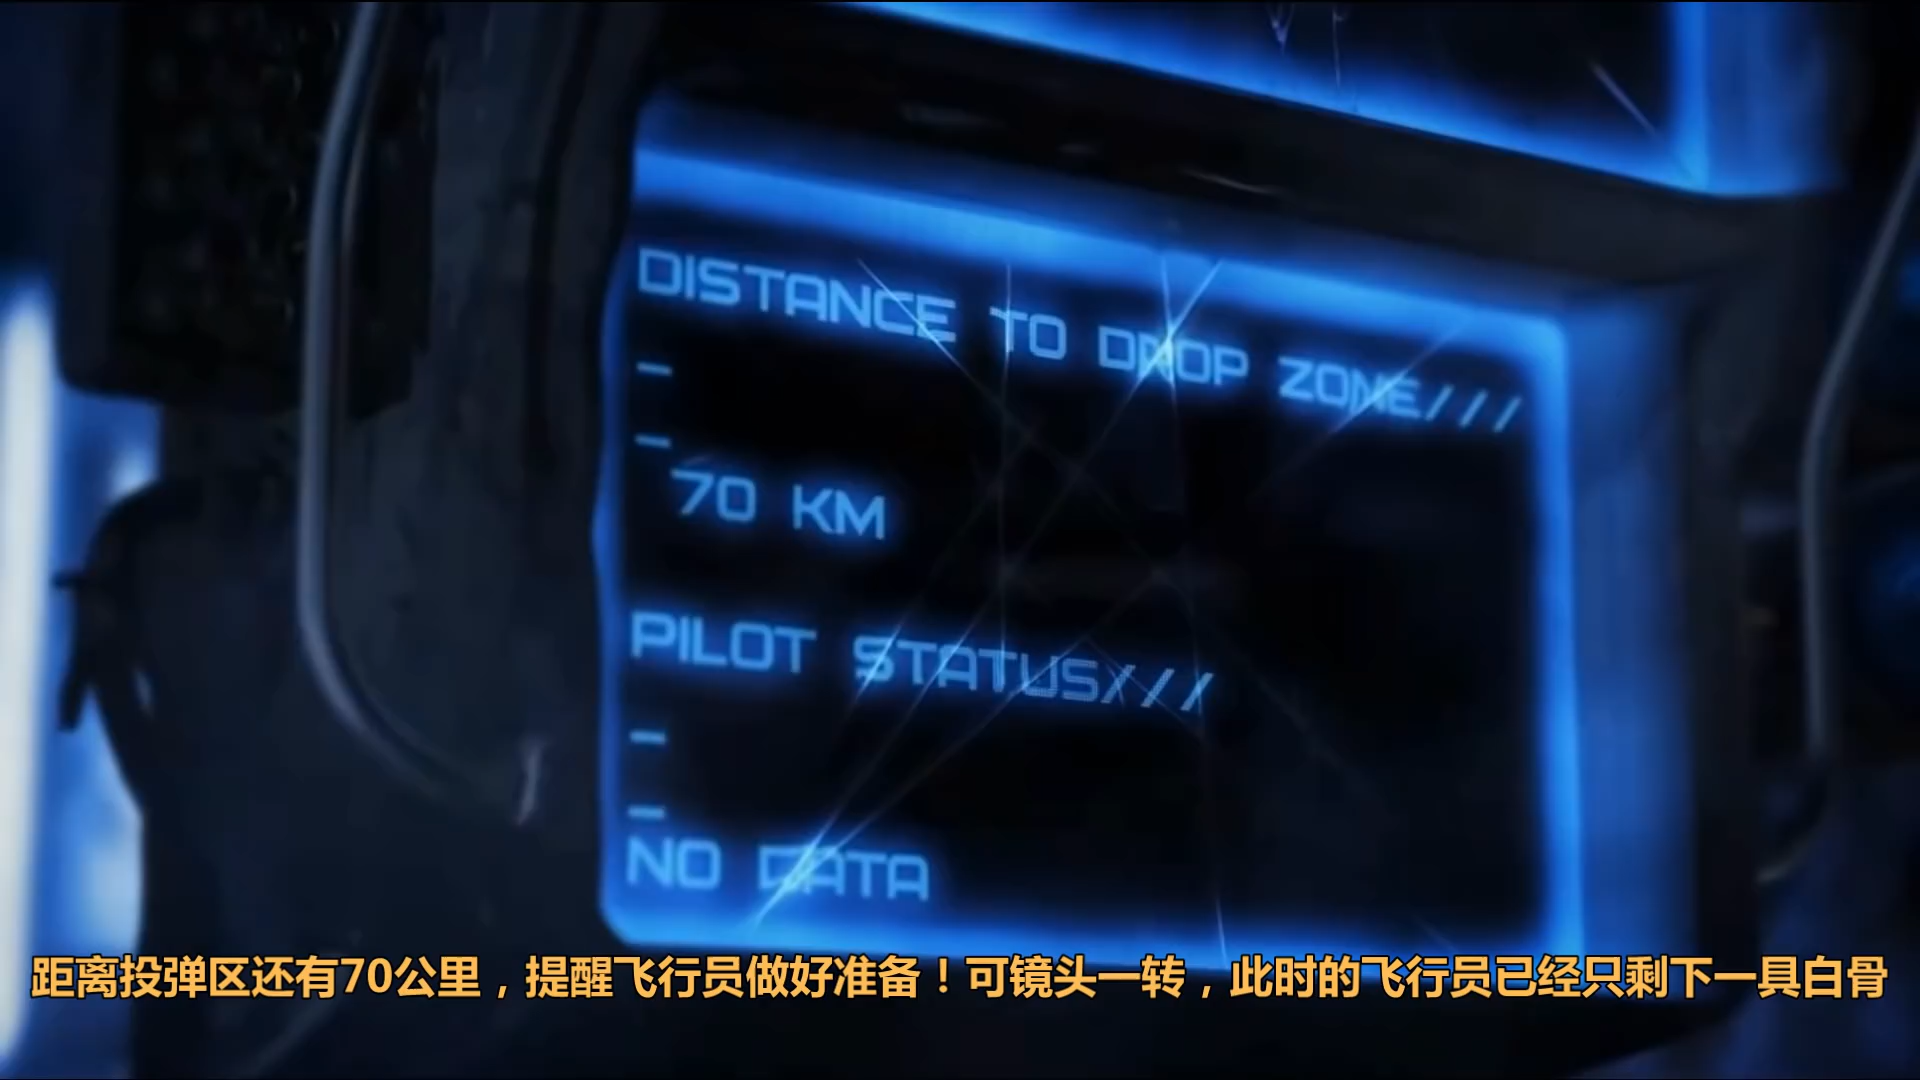 DISTANCE TO DROP ZONE///
-
-
70 KM
PILOT STATUS///
-
-
NO DATA
距离投弹区还有70公里，提醒飞行员做好准备！可镜头一转，此时的飞行员已经只剩下一具白骨